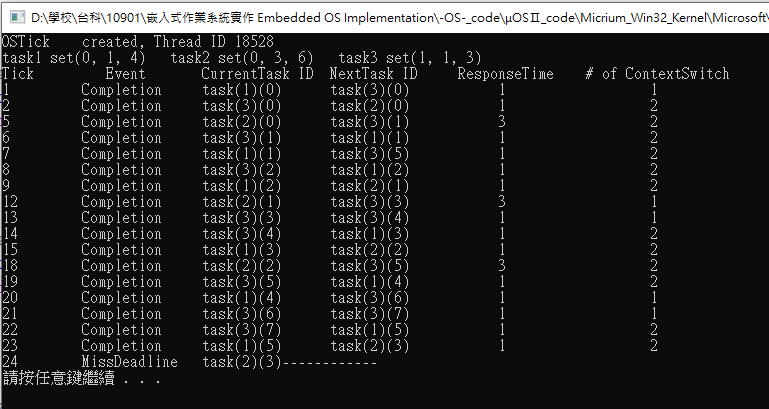 D:\學校\台科\10901\嵌入式作業系統實作 Embedded OS Implementation\-OS-_code\μOSⅡ_code\Micrium_Win32_Kernel\Microsoft\
OSTick    created, Thread ID 18528
task1 set(0, 1, 4)   task2 set(0, 3, 6)   task3 set(1, 1, 3)
Tick         Event       CurrentTask ID  NextTask ID     ResponseTime    # of ContextSwitch
1         Completion     task(1)(0)      task(3)(0)           1                  1
2         Completion     task(3)(0)      task(2)(0)           1                  2
5         Completion     task(2)(0)      task(3)(1)           3                  2
6         Completion     task(3)(1)      task(1)(1)           1                  2
7         Completion     task(1)(1)      task(3)(5)           1                  2
8         Completion     task(3)(2)      task(1)(2)           1                  2
9         Completion     task(1)(2)      task(2)(1)           1                  2
12        Completion     task(2)(1)      task(3)(3)           3                  1
13        Completion     task(3)(3)      task(3)(4)           1                  1
14        Completion     task(3)(4)      task(1)(3)           1                  2
15        Completion     task(1)(3)      task(2)(2)           1                  2
18        Completion     task(2)(2)      task(3)(5)           3                  2
19        Completion     task(3)(5)      task(1)(4)           1                  2
20        Completion     task(1)(4)      task(3)(6)           1                  1
21        Completion     task(3)(6)      task(3)(7)           1                  1
22        Completion     task(3)(7)      task(1)(5)           1                  2
23        Completion     task(1)(5)      task(2)(3)           1                  2
24        MissDeadline   task(2)(3)------------
請按任意鍵繼續 . . .